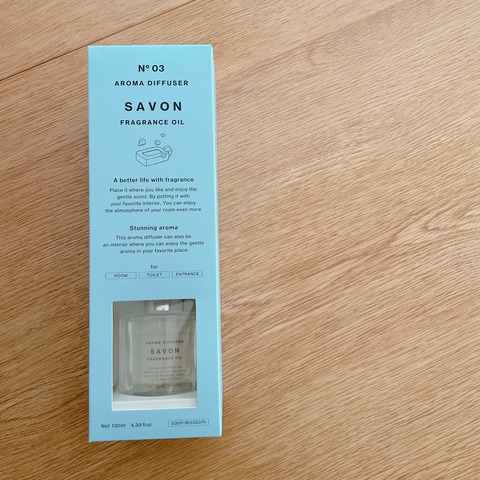 Nº 03
AROMA DIFFUSER
SAVON
FRAGRANCE OIL
A better life with fragrance
Place it where you like and enjoy the
gentle scent. By putting it with
your favorite interior, You can enjoy
the atmosphere of your room even more.
Stunning aroma
This aroma diffuser can also be
an interior where you can enjoy the gentle
aroma in your favorite place.
for
ROOM TOILET ENTRANCE
AROMA DIFFUSER
SAVON
FRAGRANCE OIL
Net 130ml 4.39 fl oz